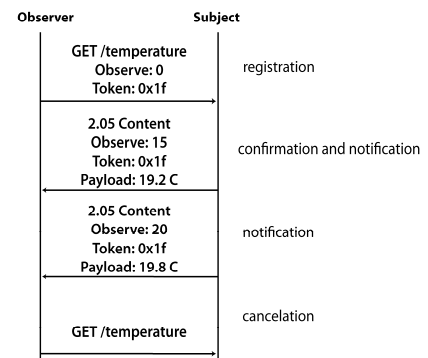 Observer Subject
GET /temperature
Observe: 0
Token: 0x1f
registration
2.05 Content
Observe: 15
Token: 0x1f
Payload: 19.2 C
confirmation and notification
2.05 Content
Observe: 20
Token: 0x1f
Payload: 19.8 C
notification
cancelation
GET /temperature